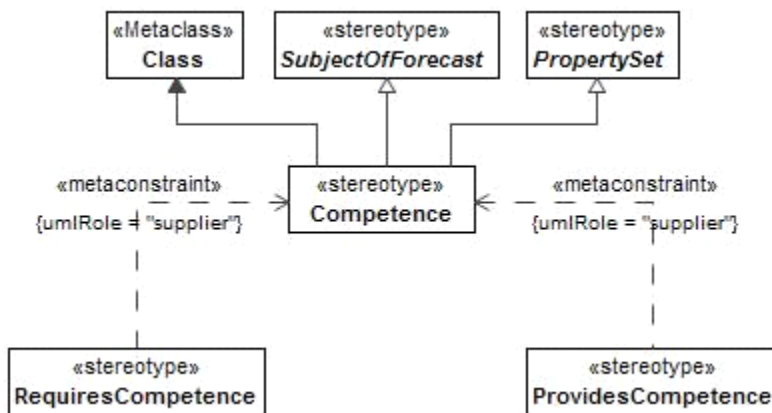 «Metaclass»
Class
«stereotype»
SubjectOfForecast
«stereotype»
PropertySet
«stereotype»
Competence
«metaconstraint»
{umlRole = "supplier"}
«metaconstraint»
{umlRole = "supplier"}
«stereotype»
RequiresCompetence
«stereotype»
ProvidesCompetence